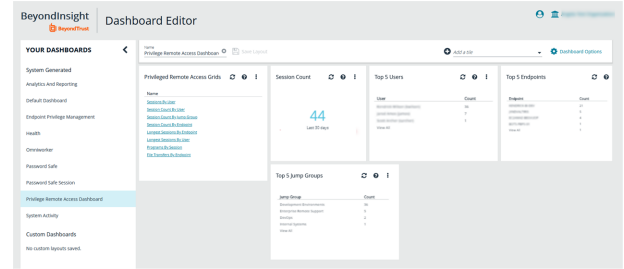 BeyondInsight
BeyondTrust
Dashboard Editor
YOUR DASHBOARDS
System Generated
Analytics And Reporting
Default Dashboard
Endpoint Privilege Management
Health
Omniworker
Password Safe
Password Safe Session
Privilege Remote Access Dashboard
System Activity
Custom Dashboards
No custom layouts saved.
Name
Privilege Remote Access Dashboan
Save Layout
Add a tile
Dashboard Options
Privileged Remote Access Grids
Name
Sessions By User
Session Count By User
Session Count By Jump Group
Session Count By Endpoint
Longest Sessions By Endpoint
Longest Sessions By User
Programs By Session
File Transfers By Endpoint
Session Count
44
Last 30 days
Top 5 Users
User Count
7
1
View All
Top 5 Endpoints
Endpoint Count
View All
Top 5 Jump Groups
Jump Group Count
Development Environments
Enterprise Remote Support
DevOps
Internal Systems
View All